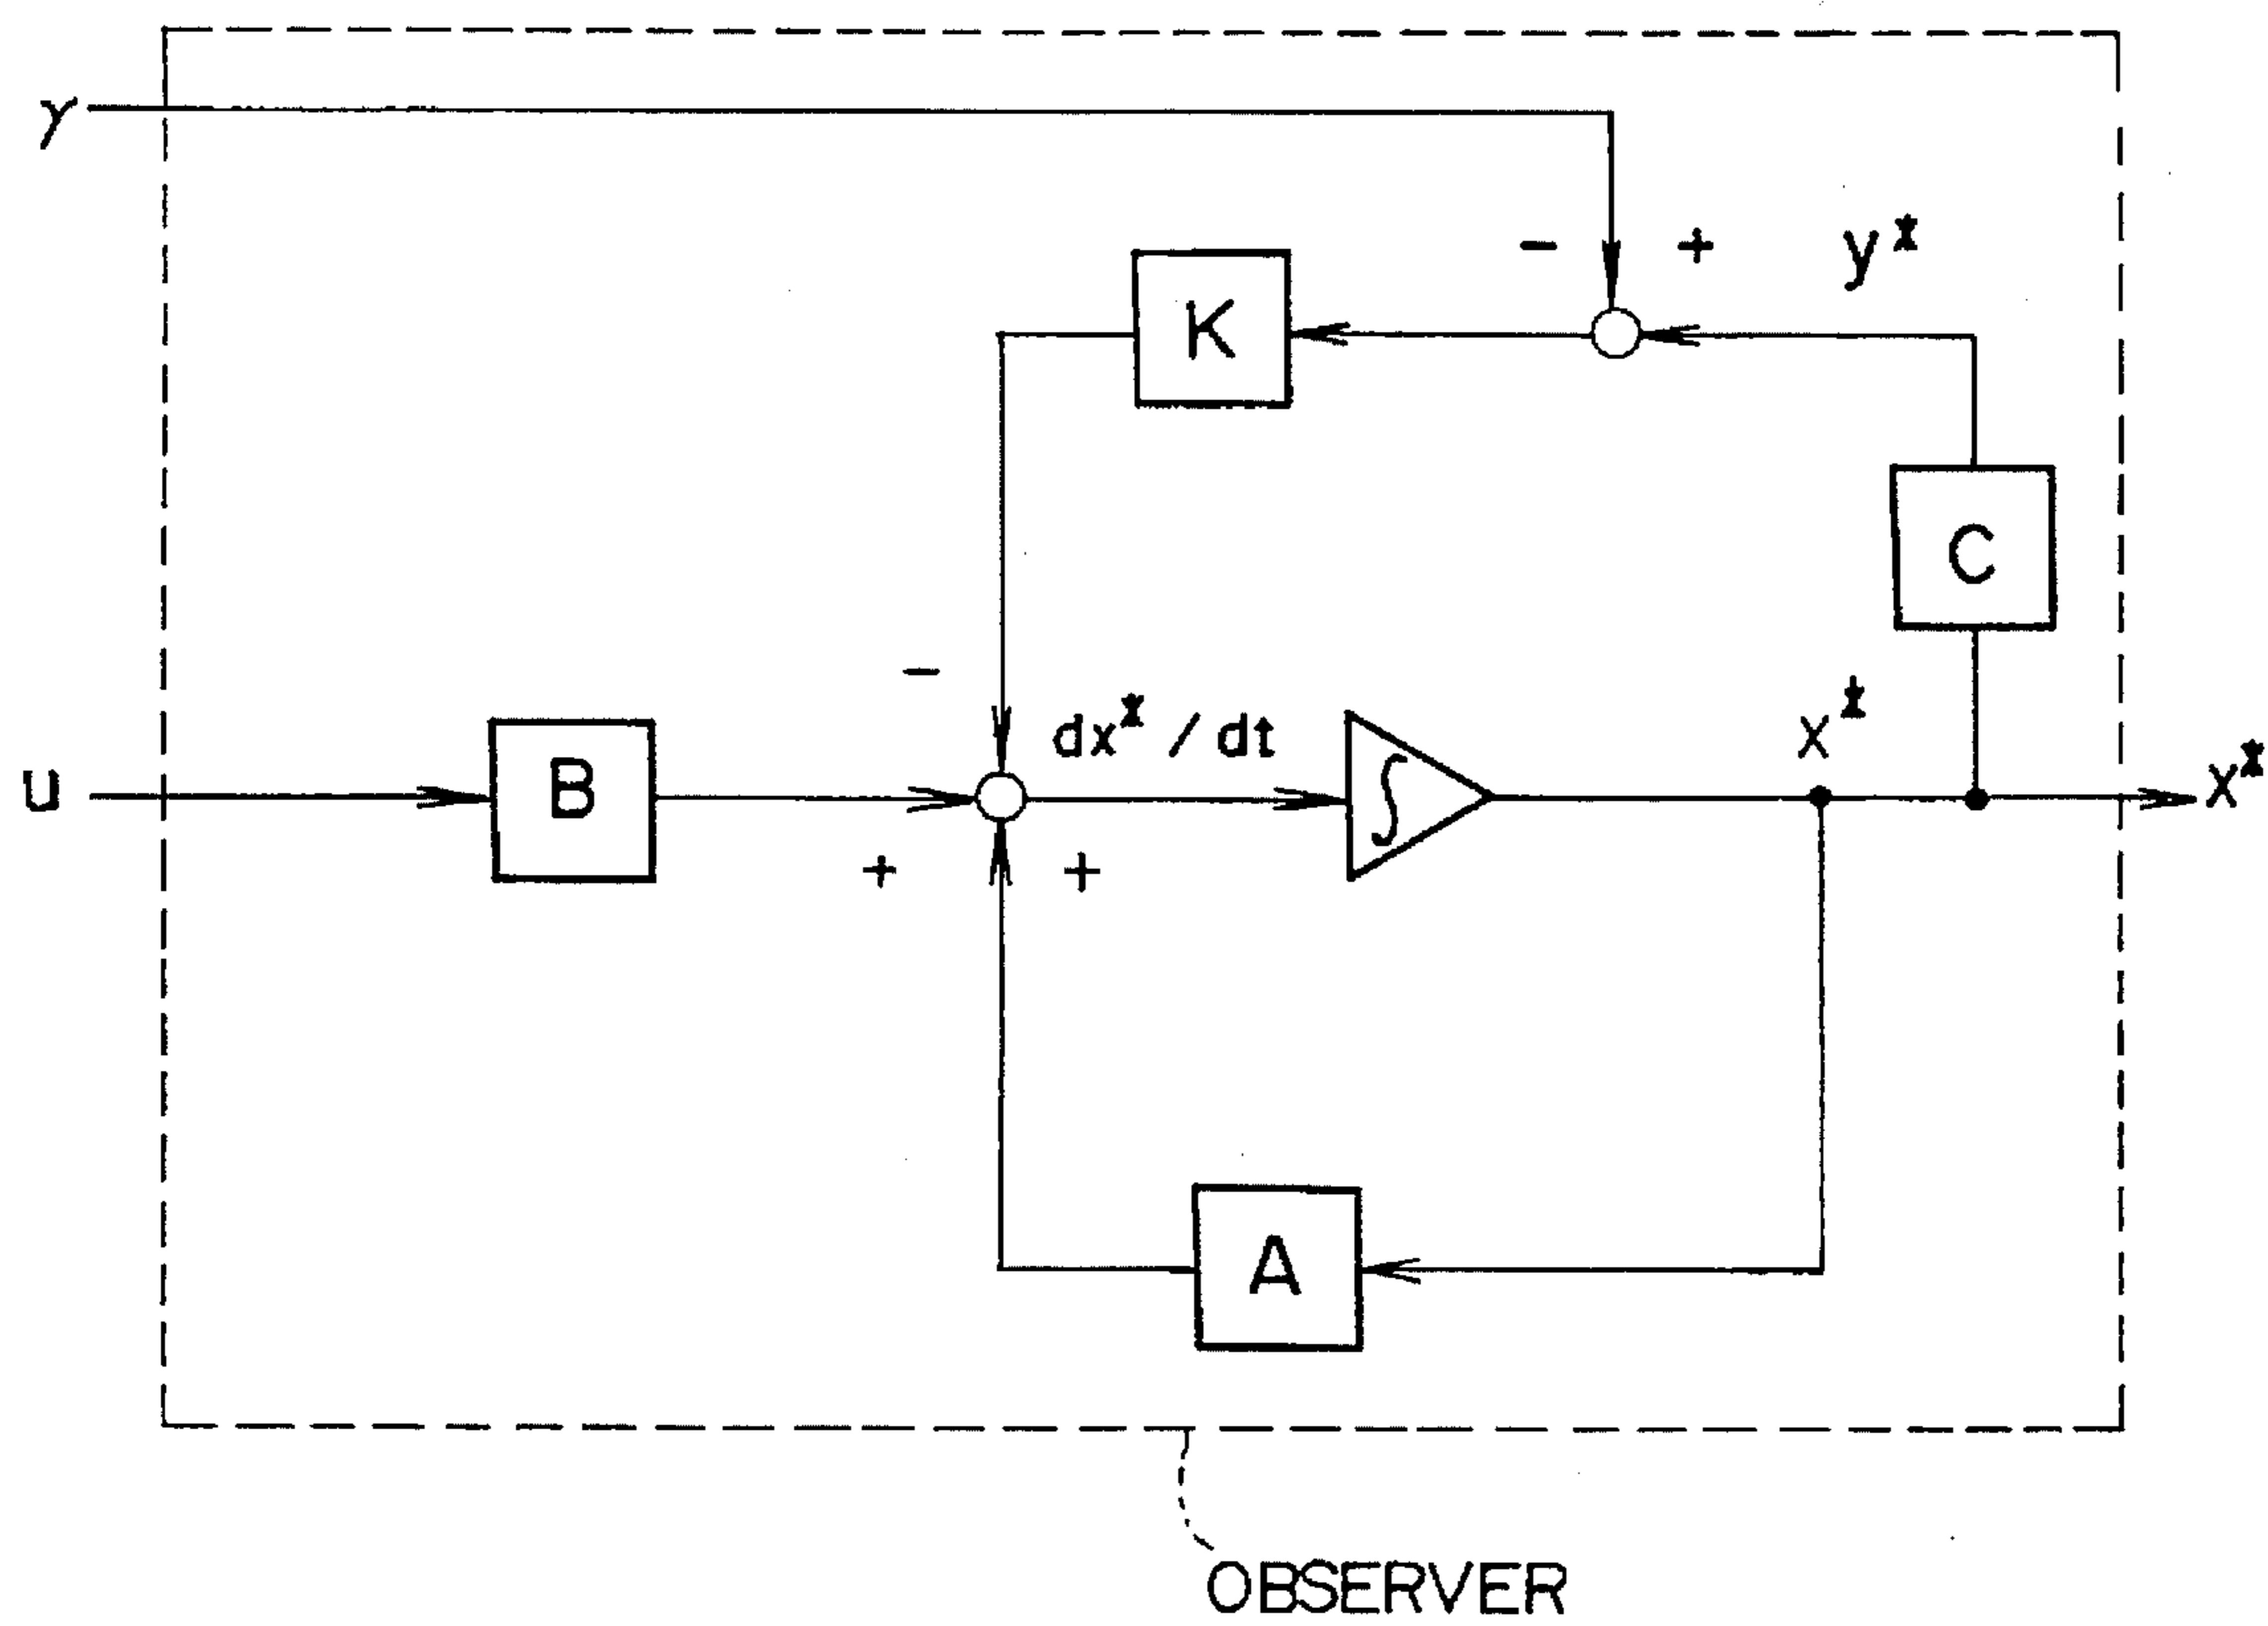 y
- + y*
K
C
-
dx* / dt
x*
U
B
∫
x*
+ +
A
OBSERVER